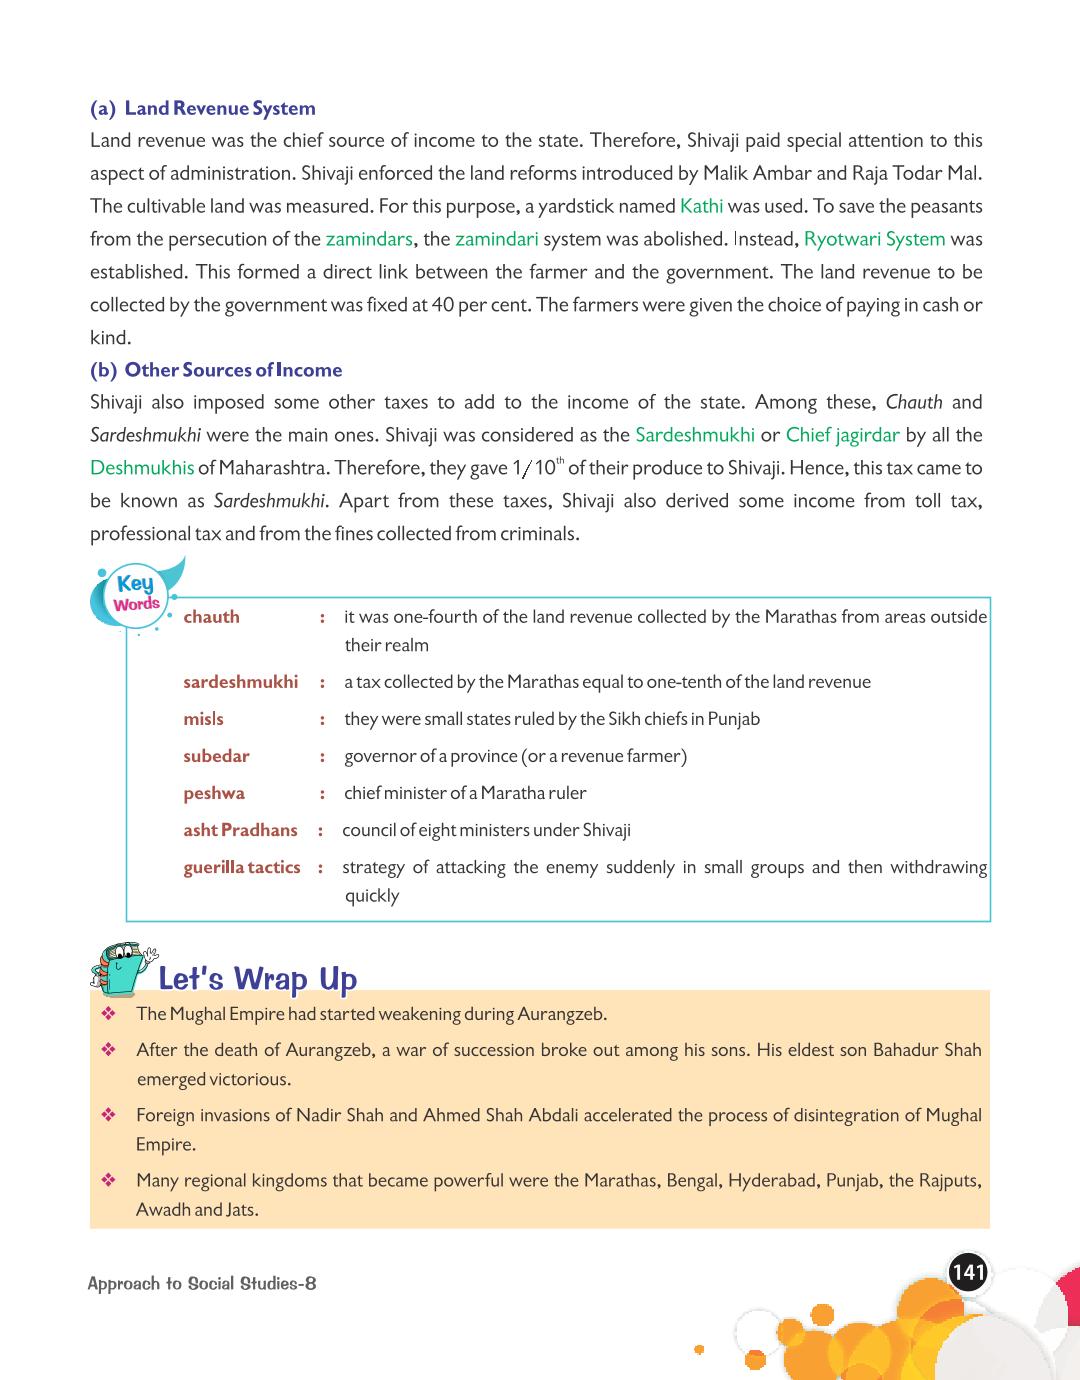 (a) Land Revenue System
Land revenue was the chief source of income to the state. Therefore, Shivaji paid special attention to this
aspect of administration. Shivaji enforced the land reforms introduced by Malik Ambar and Raja Todar Mal.
The cultivable land was measured. For this purpose, a yardstick named Kathi was used. To save the peasants
from the persecution of the zamindars, the zamindari system was abolished. Instead, Ryotwari System was
established. This formed a direct link between the farmer and the government. The land revenue to be
collected by the government was fixed at 40 per cent. The farmers were given the choice of paying in cash or
kind.
(b) Other Sources of Income
Shivaji also imposed some other taxes to add to the income of the state. Among these, Chauth and
Sardeshmukhi were the main ones. Shivaji was considered as the Sardeshmukhi or Chief jagirdar by all the
Deshmukhis of Maharashtra. Therefore, they gave 1/10th of their produce to Shivaji. Hence, this tax came to
be known as Sardeshmukhi. Apart from these taxes, Shivaji also derived some income from toll tax,
professional tax and from the fines collected from criminals.
Key
Words
chauth : it was one-fourth of the land revenue collected by the Marathas from areas outside
their realm
sardeshmukhi : a tax collected by the Marathas equal to one-tenth of the land revenue
misls : they were small states ruled by the Sikh chiefs in Punjab
subedar : governor of a province (or a revenue farmer)
peshwa : chief minister of a Maratha ruler
asht Pradhans : council of eight ministers under Shivaji
guerilla tactics : strategy of attacking the enemy suddenly in small groups and then withdrawing
quickly
Let's Wrap Up
❖ The Mughal Empire had started weakening during Aurangzeb.
❖ After the death of Aurangzeb, a war of succession broke out among his sons. His eldest son Bahadur Shah
emerged victorious.
❖ Foreign invasions of Nadir Shah and Ahmed Shah Abdali accelerated the process of disintegration of Mughal
Empire.
❖ Many regional kingdoms that became powerful were the Marathas, Bengal, Hyderabad, Punjab, the Rajputs,
Awadh and Jats.
Approach to Social Studies-8
141